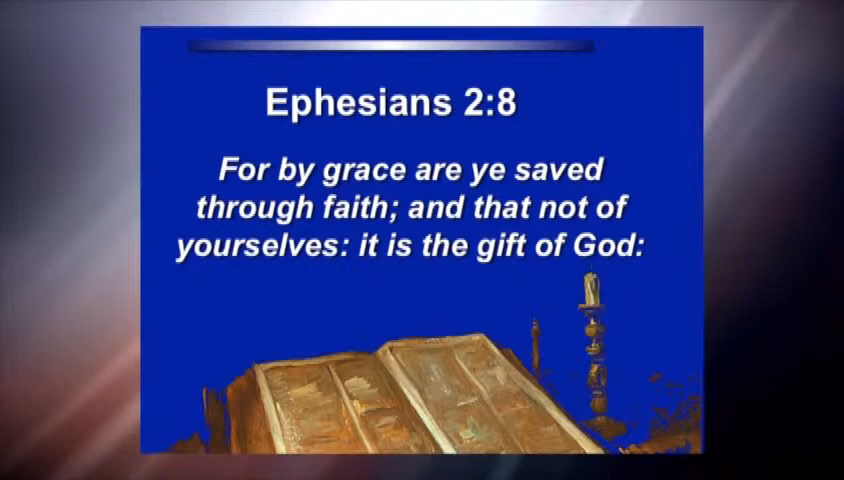 Ephesians 2:8
For by grace are ye saved
through faith; and that not of
yourselves: it is the gift of God: